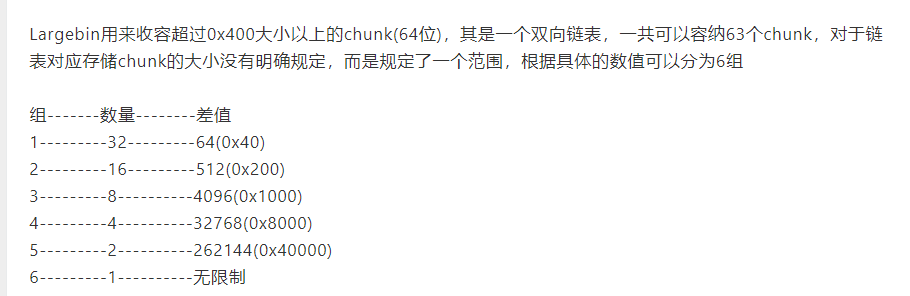 Largebin用来收容超过0x400大小以上的chunk(64位)，其是一个双向链表，一共可以容纳63个chunk，对于链
表对应存储chunk的大小没有明确规定，而是规定了一个范围，根据具体的数值可以分为6组
组-------数量--------差值
1---------32---------64(0x40)
2---------16---------512(0x200)
3---------8----------4096(0x1000)
4---------4----------32768(0x8000)
5---------2----------262144(0x40000)
6---------1----------无限制